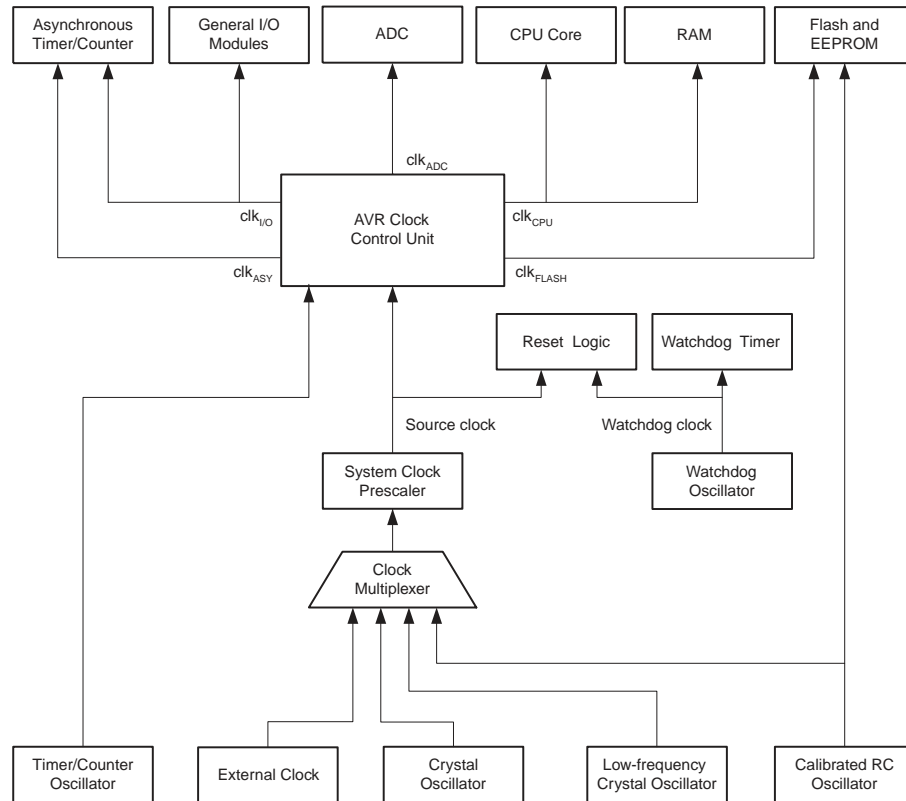 Asynchronous
Timer/Counter
General I/O
Modules
ADC
CPU Core
RAM
Flash and
EEPROM
clkADC
clkI/O
AVR Clock
Control Unit
clkCPU
clkASY
clkFLASH
Reset Logic
Watchdog Timer
Source clock
Watchdog clock
System Clock
Prescaler
Watchdog
Oscillator
Clock
Multiplexer
Timer/Counter
Oscillator
External Clock
Crystal
Oscillator
Low-frequency
Crystal Oscillator
Calibrated RC
Oscillator